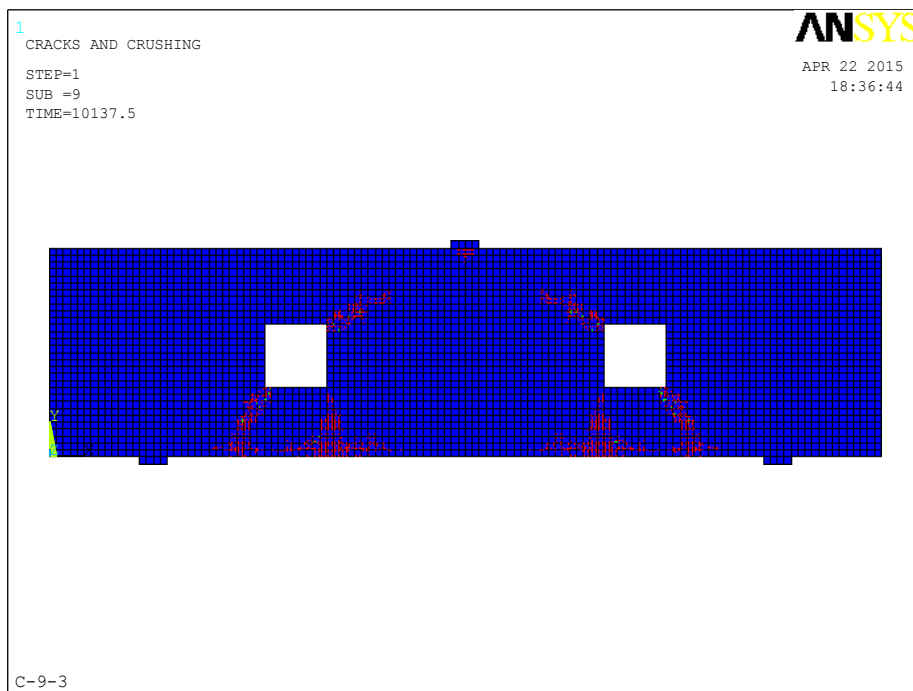 1
CRACKS AND CRUSHING
ANSYS
STEP=1
SUB =9
TIME=10137.5
APR 22 2015
18:36:44
Y
X
C-9-3